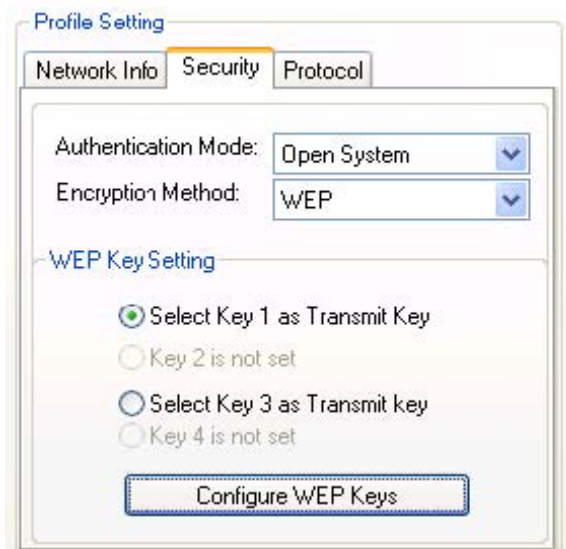 Profile Setting
Network Info Security Protocol
Authentication Mode: Open System
Encryption Method: WEP
WEP Key Setting
Select Key 1 as Transmit Key
Key 2 is not set
Select Key 3 as Transmit key
Key 4 is not set
Configure WEP Keys